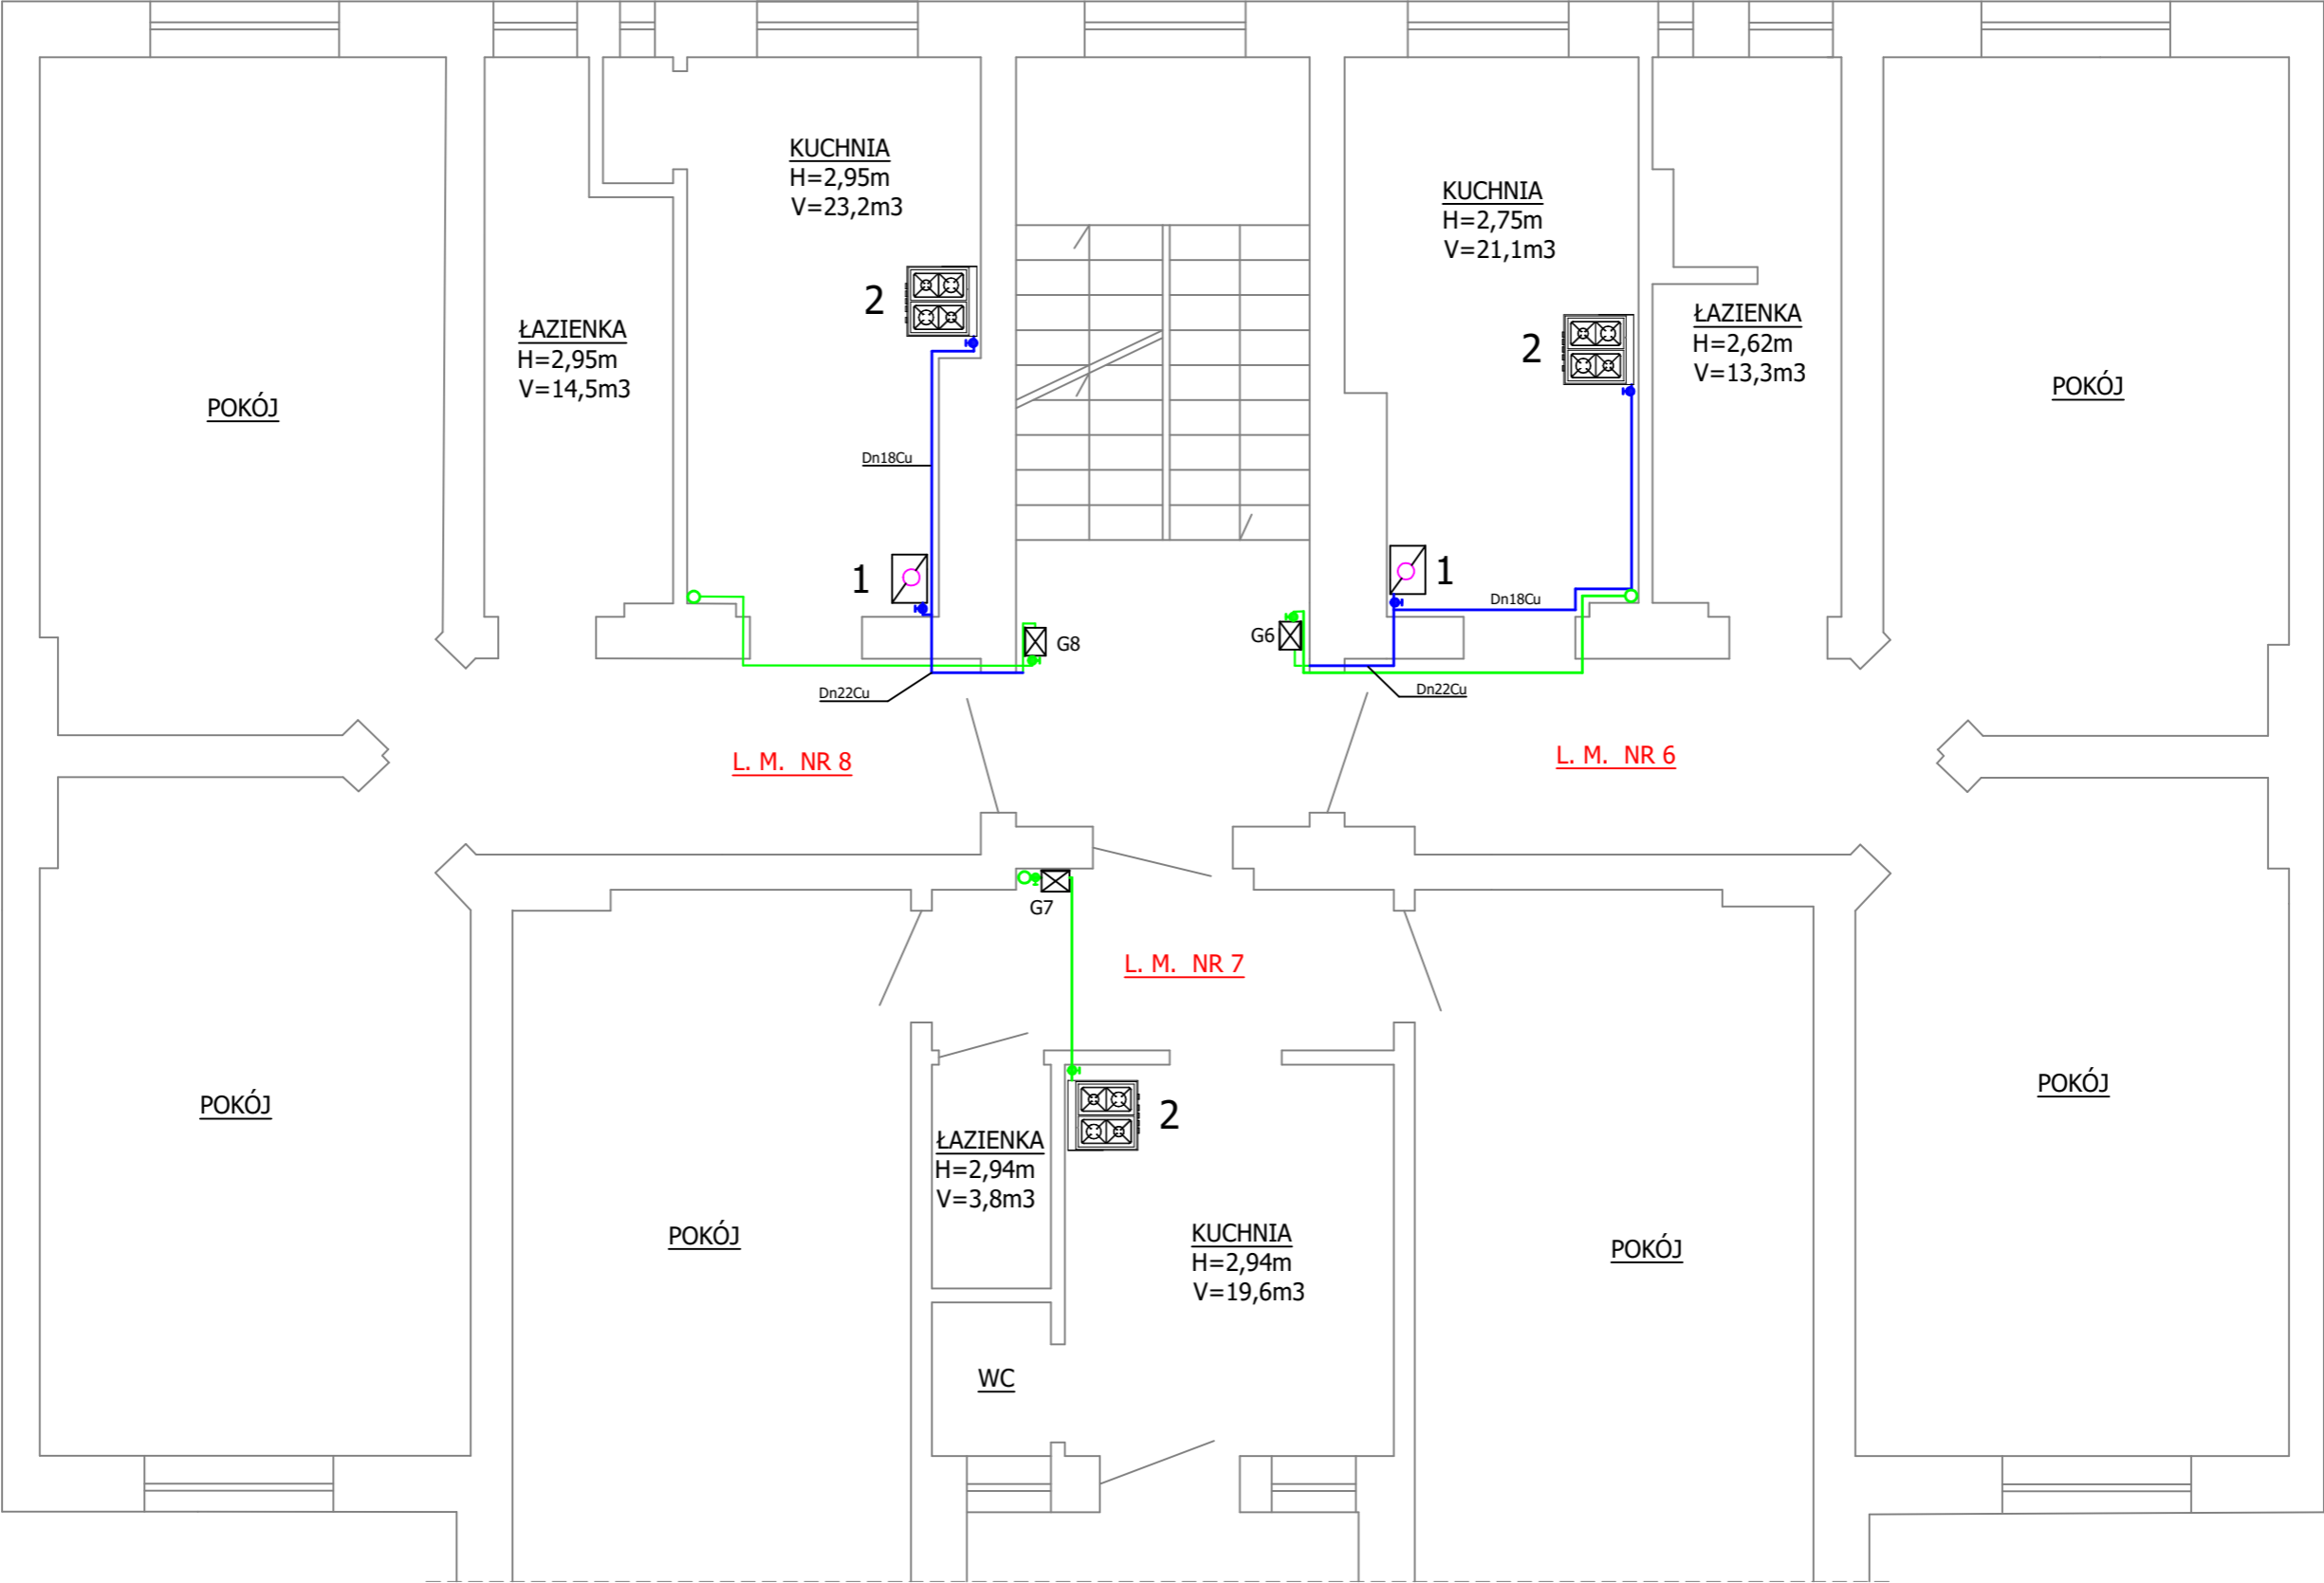 KUCHNIA
H=2,95m
V=23,2m3
KUCHNIA
H=2,75m
V=21,1m3
2
ŁAZIENKA
H=2,95m
V=14,5m3
2
ŁAZIENKA
H=2,62m
V=13,3m3
POKÓJ
POKÓJ
Dn18Cu
1
1
Dn18Cu
G8
G6
Dn22Cu
Dn22Cu
L. M.  NR 8
L. M.  NR 6
G7
L. M.  NR 7
POKÓJ
POKÓJ
2
ŁAZIENKA
H=2,94m
V=3,8m3
POKÓJ
KUCHNIA
H=2,94m
V=19,6m3
POKÓJ
WC